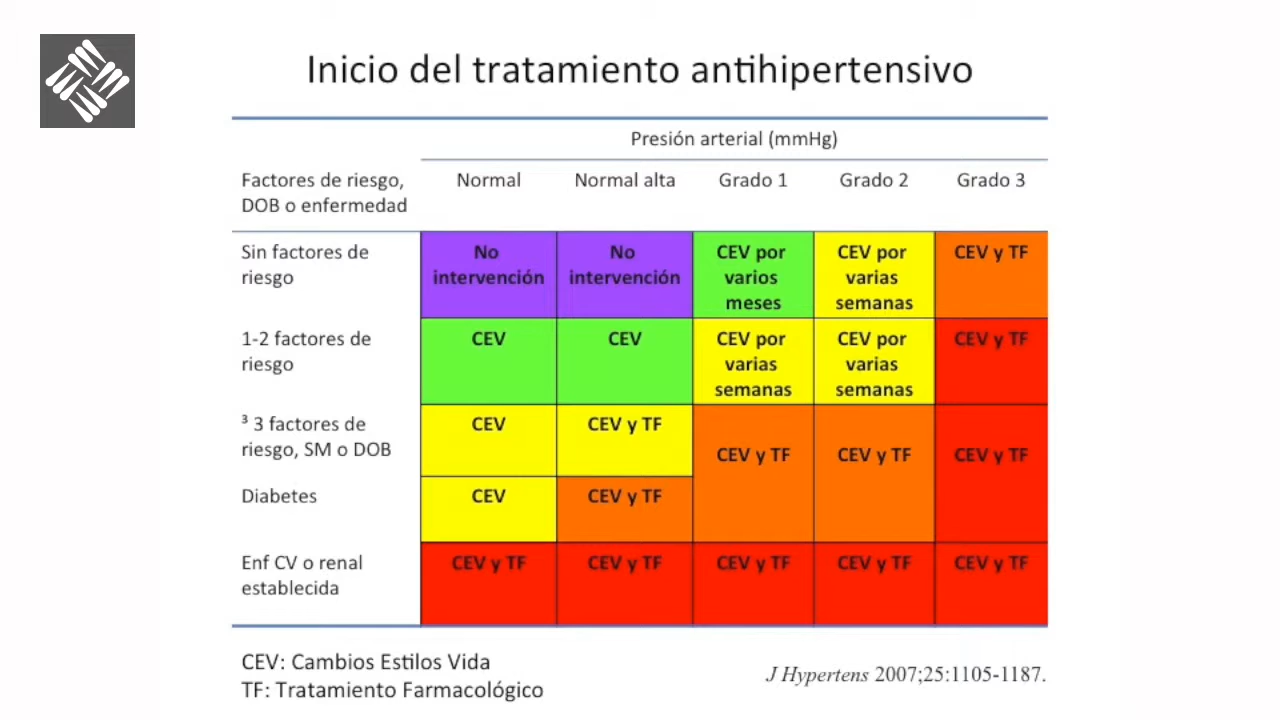 Inicio del tratamiento antihipertensivo
Presión arterial (mmHg)
Factores de riesgo,
DOB o enfermedad
Normal
Normal alta
Grado 1
Grado 2
Grado 3
Sin factores de
riesgo
No
intervención
No
intervención
CEV por
varios
meses
CEV por
varias
semanas
CEV y TF
1-2 factores de
riesgo
CEV
CEV
CEV por
varias
semanas
CEV por
varias
semanas
CEV y TF
³ 3 factores de
riesgo, SM o DOB
CEV
CEV y TF
CEV y TF
CEV y TF
CEV y TF
Diabetes
CEV
CEV y TF
Enf CV o renal
establecida
CEV y TF
CEV y TF
CEV y TF
CEV y TF
CEV y TF
CEV: Cambios Estilos Vida
TF: Tratamiento Farmacológico
J Hypertens 2007;25:1105-1187.